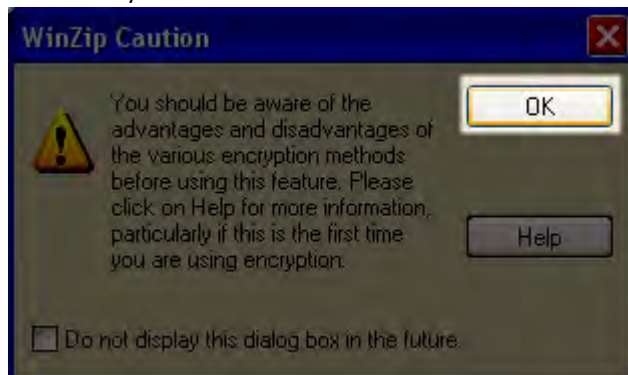 WinZip Caution
You should be aware of the
advantages and disadvantages of
the various encryption methods
before using this feature. Please
click on Help for more information,
particularly if this is the first time
you are using encryption.
OK
Help
Do not display this dialog box in the future.